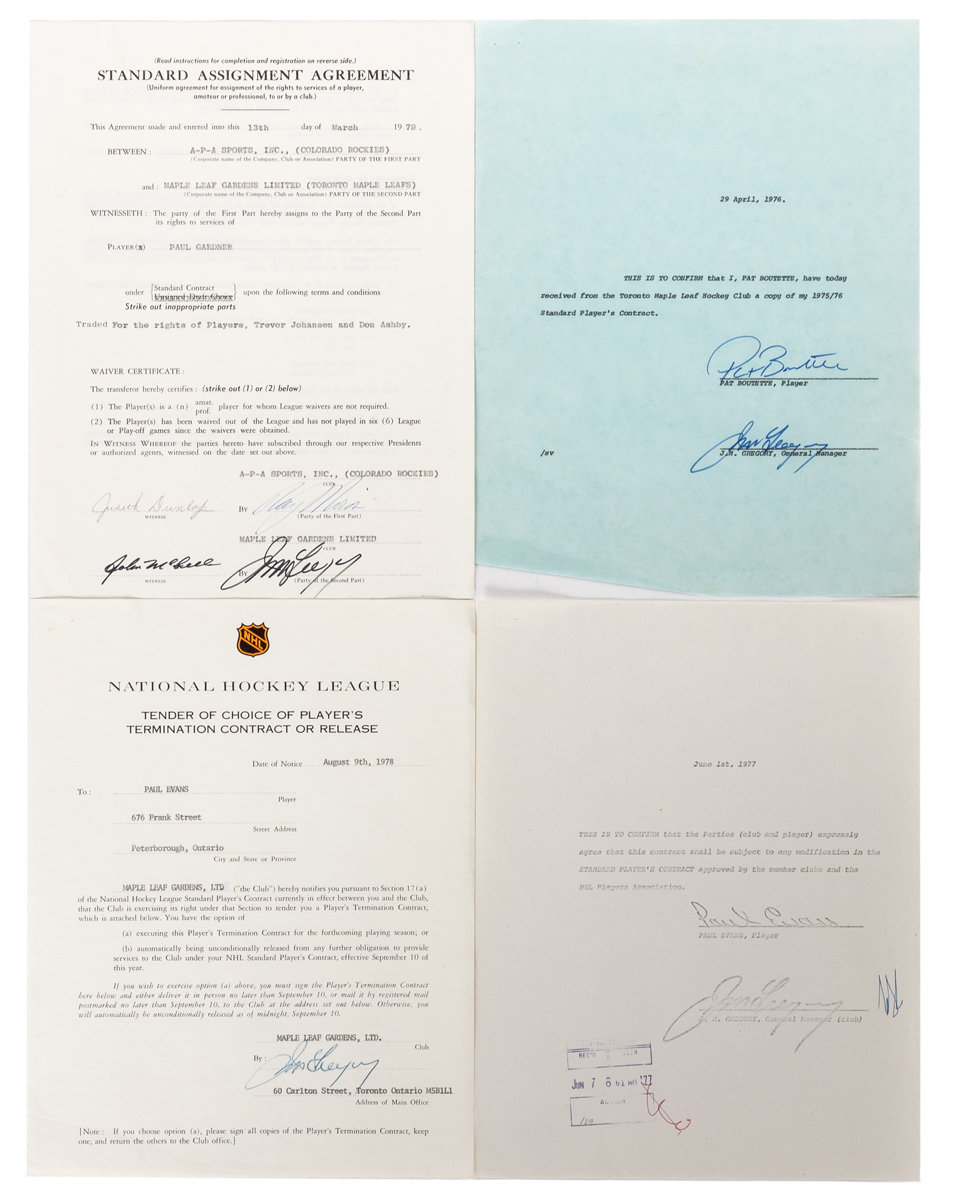 (Read instructions for completion and registration on reverse side.)
STANDARD ASSIGNMENT AGREEMENT
(Uniform agreement for assignment of the rights to services of a player,
amateur or professional, to or by a club.)
This Agreement made and entered into this 13th day of March 1979.
BETWEEN : A-P-A SPORTS, INC., (COLORADO ROCKIES)
(Corporate name of the Company, Club or Association) PARTY OF THE FIRST PART
and : MAPLE LEAF GARDENS LIMITED (TORONTO MAPLE LEAFS)
(Corporate name of the Company, Club or Association) PARTY OF THE SECOND PART
WITNESSETH : The party of the First Part hereby assigns to the Party of the Second Part
its rights to services of
PLAYER(x) PAUL GARDNER
under Standard Contract upon the following terms and conditions
Unsigned Draft Choice
Strike out inappropriate parts
Traded For the rights of Players, Trevor Johansen and Don Ashby.
WAIVER CERTIFICATE :
The transferor hereby certifies : (strike out (1) or (2) below)
(1) The Player(s) is a (n) amat. prof. player for whom League waivers are not required.
(2) The Player(s) has been waived out of the League and has not played in six (6) League
or Play-off games since the waivers were obtained.
IN WITNESS WHEREOF the parties hereto have subscribed through our respective Presidents
or authorized agents, witnessed on the date set out above.
A-P-A SPORTS, INC., (COLORADO ROCKIES)
CLUB
Judith Dunlop By Ray Miron
WITNESS (Party of the First Part)
MAPLE LEAF GARDENS LIMITED
CLUB
By
WITNESS (Party of the Second Part)
29 April, 1976.
THIS IS TO CONFIRM that I, PAT BOUTETTE, have today
received from the Toronto Maple Leaf Hockey Club a copy of my 1975/76
Standard Player's Contract.
Pat Boutette
PAT BOUTETTE, Player
Jim Gregory
/sv J.M. GREGORY, General Manager
NHL
NATIONAL HOCKEY LEAGUE
TENDER OF CHOICE OF PLAYER'S
TERMINATION CONTRACT OR RELEASE
Date of Notice August 9th, 1978
To : PAUL EVANS
Player
676 Frank Street
Street Address
Peterborough, Ontario
City and State or Province
MAPLE LEAF GARDENS, LTD ("the Club") hereby notifies you pursuant to Section 17(a)
of the National Hockey League Standard Player's Contract currently in effect between you and the Club,
that the Club is exercising its right under that Section to tender you a Player's Termination Contract,
which is attached below. You have the option of
(a) executing this Player's Termination Contract for the forthcoming playing season; or
(b) automatically being unconditionally released from any further obligation to provide
services to the Club under your NHL Standard Player's Contract, effective September 10 of
this year.
If you wish to exercise option (a) above, you must sign the Player's Termination Contract
here below and either deliver it in person no later than September 10, or mail it by registered mail
postmarked no later than September 10, to the Club at the address set out below. Otherwise, you
will automatically be unconditionally released as of midnight, September 10.
MAPLE LEAF GARDENS, LTD.
Club
By : Jim Gregory
60 Carlton Street, Toronto Ontario M5B1L1
Address of Main Office
[Note : If you choose option (a), please sign all copies of the Player's Termination Contract, keep
one, and return the others to the Club office.]
June 1st, 1977
THIS IS TO CONFIRM that the Parties (club and player) expressly
agree that this contract shall be subject to any modification in the
STANDARD PLAYER'S CONTRACT approved by the member clubs and the
NHL Players Association.
Paul Evans
PAUL EVANS, Player
Jim Gregory
J. M. GREGORY, General Manager (club)
REC'D
JUN 7 '77
/ps